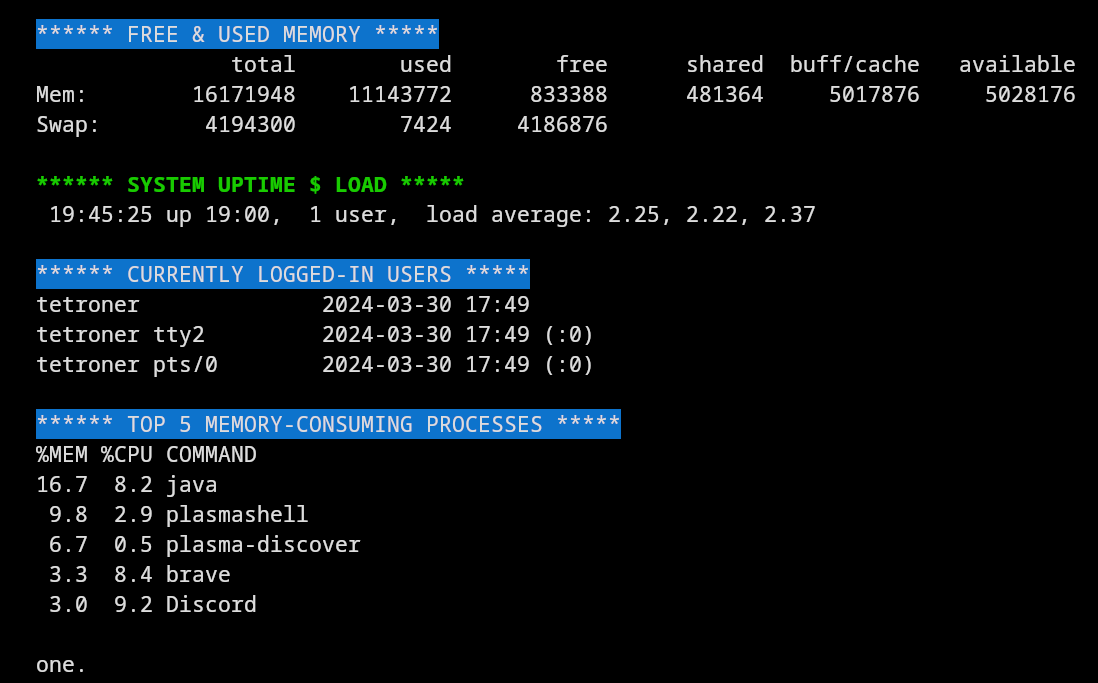 ****** FREE & USED MEMORY *****
               total        used        free      shared  buff/cache   available
Mem:        16171948    11143772      833388      481364     5017876     5028176
Swap:        4194300        7424     4186876

****** SYSTEM UPTIME $ LOAD *****
 19:45:25 up 19:00,  1 user,  load average: 2.25, 2.22, 2.37

****** CURRENTLY LOGGED-IN USERS *****
tetroner              2024-03-30 17:49
tetroner tty2         2024-03-30 17:49 (:0)
tetroner pts/0        2024-03-30 17:49 (:0)

****** TOP 5 MEMORY-CONSUMING PROCESSES *****
%MEM %CPU COMMAND
16.7  8.2 java
 9.8  2.9 plasmashell
 6.7  0.5 plasma-discover
 3.3  8.4 brave
 3.0  9.2 Discord

one.